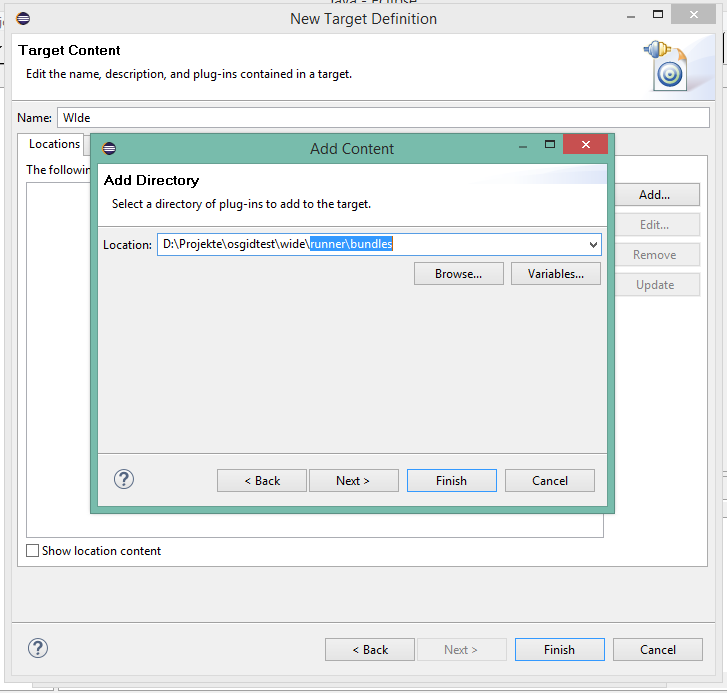 Java - Eclipse
New Target Definition
Target Content
Edit the name, description, and plug-ins contained in a target.
Name: WIde
Locations
The followin
Add...
Edit...
Remove
Update
Add Content
Add Directory
Select a directory of plug-ins to add to the target.
Location: D:\Projekte\osgidtest\wide\runner\bundles
Browse... Variables...
? < Back Next > Finish Cancel
Show location content
? < Back Next > Finish Cancel